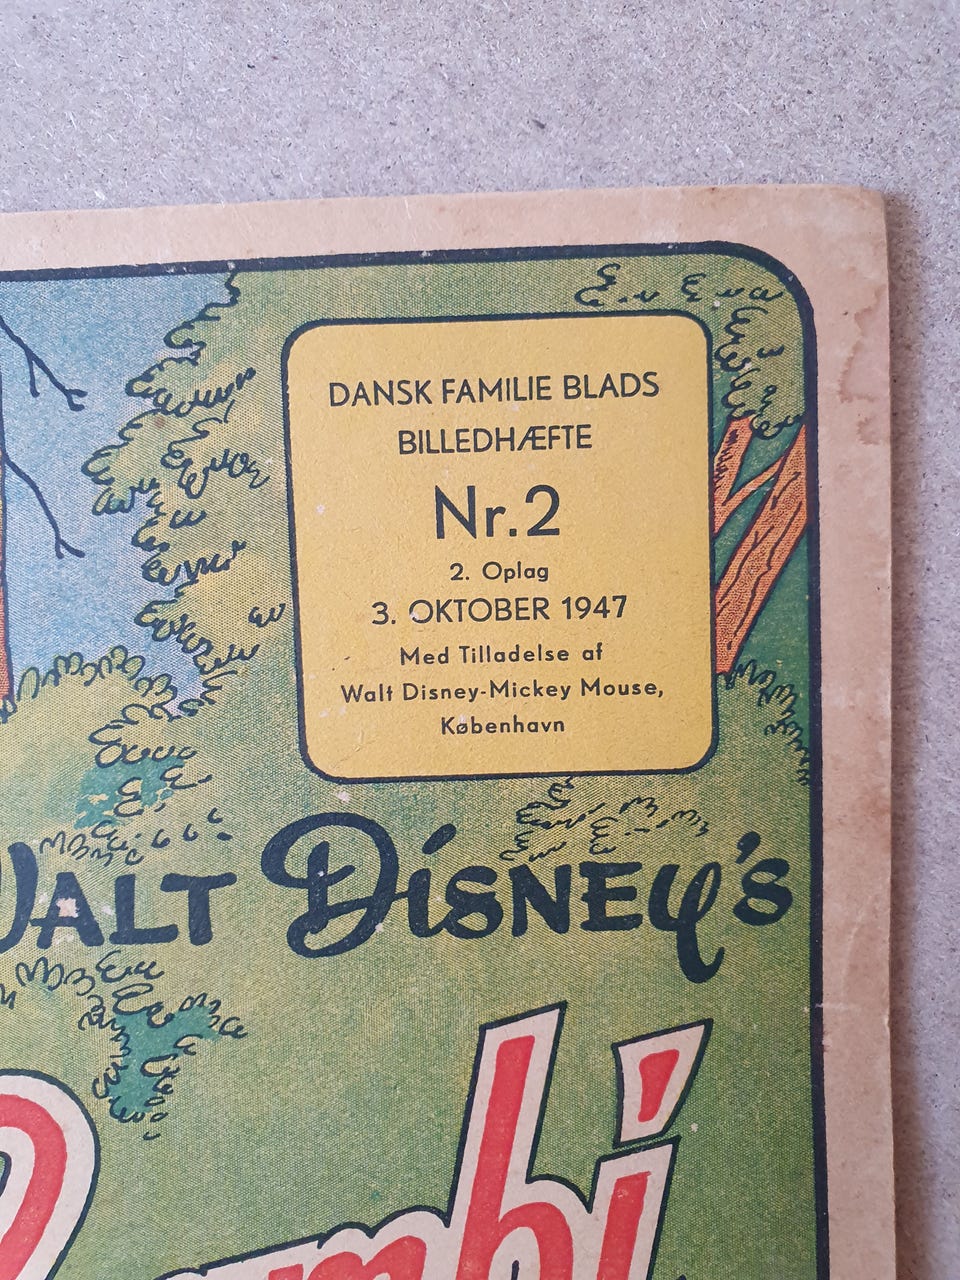 DANSK FAMILIE BLADS
BILLEDHÆFTE
Nr.2
2. Oplag
3. OKTOBER 1947
Med Tilladelse af
Walt Disney-Mickey Mouse,
København
WALT DISNEY'S
Bambi